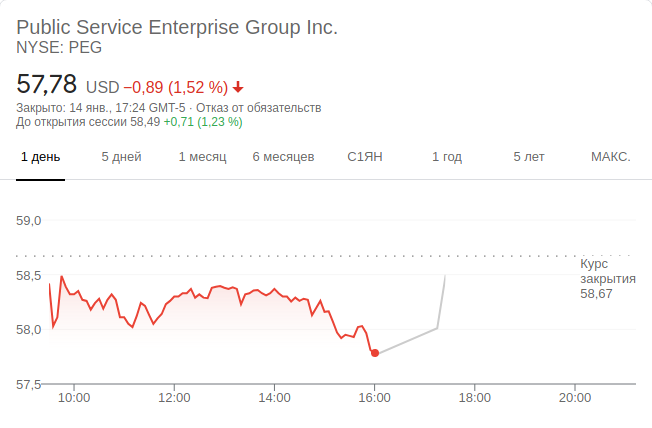 Public Service Enterprise Group Inc.
NYSE: PEG
57,78 USD −0,89 (1,52 %)
Закрыто: 14 янв., 17:24 GMT-5 · Отказ от обязательств
До открытия сессии 58,49 +0,71 (1,23 %)
1 день 5 дней 1 месяц 6 месяцев С1ЯН 1 год 5 лет МАКС.
59,0
58,5
58,0
57,5
Курс
закрытия
58,67
10:00 12:00 14:00 16:00 18:00 20:00